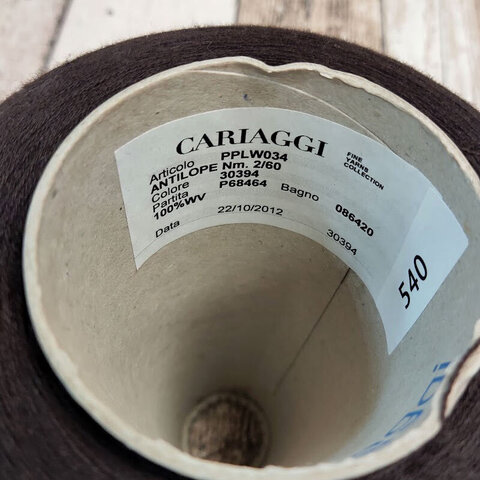 CARIAGGI
FINE
YARNS
COLLECTION
Articolo PPLW034
ANTILOPE Nm. 2/60
Colore 30394
Partita P68464 Bagno 086420
100%WV
Data 22/10/2012 30394
540